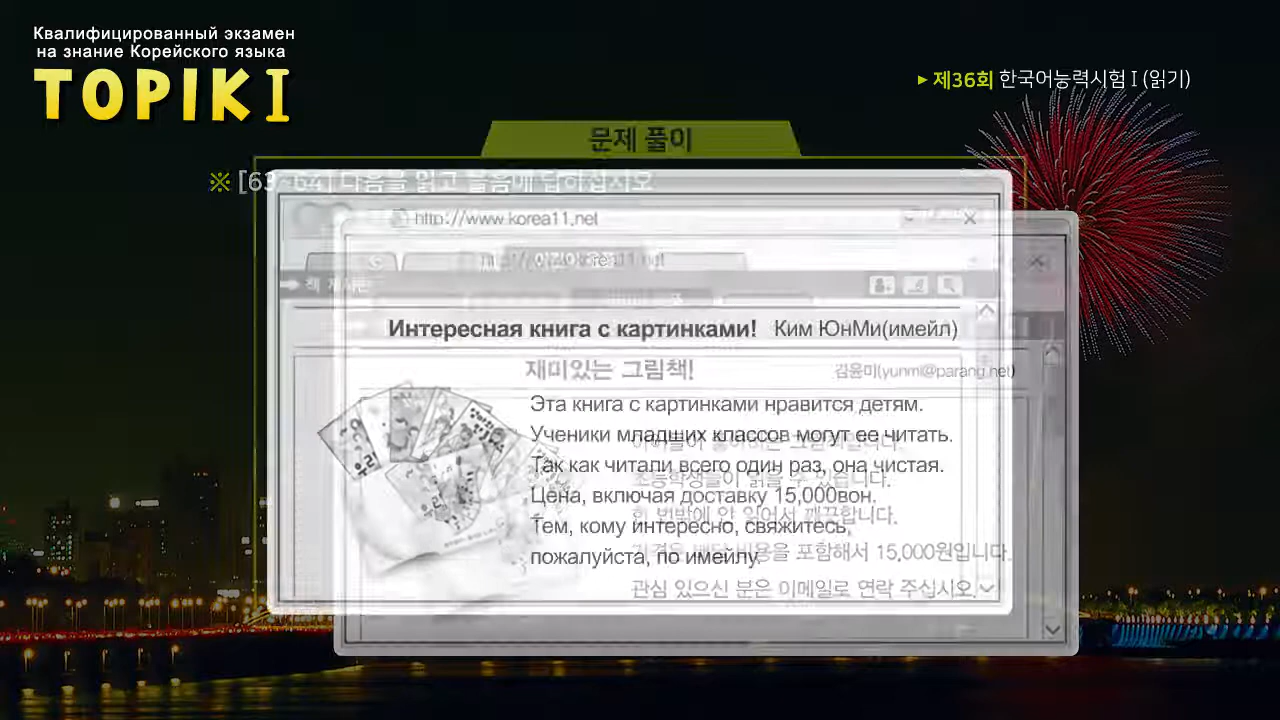 Квалифицированный экзамен
на знание Корейского языка
TOPIK I
▶ 제36회 한국어능력시험 I (읽기)
문제 풀이
※ [63~64] 다음을 읽고 물음에 답하십시오
http://www.korea11.net
책 게시판
Интересная книга с картинками! Ким ЮнМи(имейл)
재미있는 그림책! 김윤미(yunmi@parang.net)
Эта книга с картинками нравится детям.
Ученики младших классов могут ее читать.
Так как читали всего один раз, она чистая.
Цена, включая доставку 15,000вон.
Тем, кому интересно, свяжитесь,
пожалуйста, по имейлу.
초등학생들이 읽을 수 있습니다.
한 번밖에 안 읽어서 깨끗합니다.
가격은 배달 비용을 포함해서 15,000원입니다.
관심 있으신 분은 이메일로 연락 주십시오.